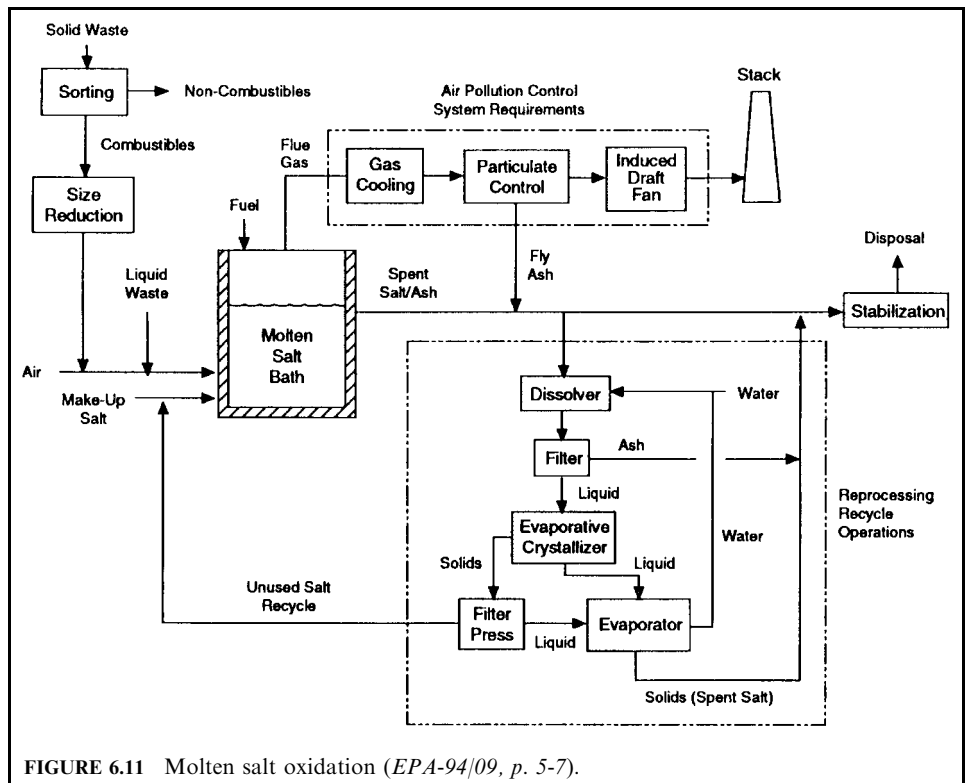 Solid Waste
Sorting
Non-Combustibles
Combustibles
Size
Reduction
Liquid
Waste
Air
Make-Up
Salt
Fuel
Molten
Salt
Bath
Flue
Gas
Air Pollution Control
System Requirements
Gas
Cooling
Particulate
Control
Induced
Draft
Fan
Stack
Fly
Ash
Spent
Salt/Ash
Disposal
Stabilization
Dissolver
Water
Filter
Ash
Liquid
Evaporative
Crystallizer
Water
Solids
Liquid
Filter
Press
Liquid
Evaporator
Unused Salt
Recycle
Solids (Spent Salt)
Reprocessing
Recycle
Operations
FIGURE 6.11 Molten salt oxidation (EPA-94/09, p. 5-7).